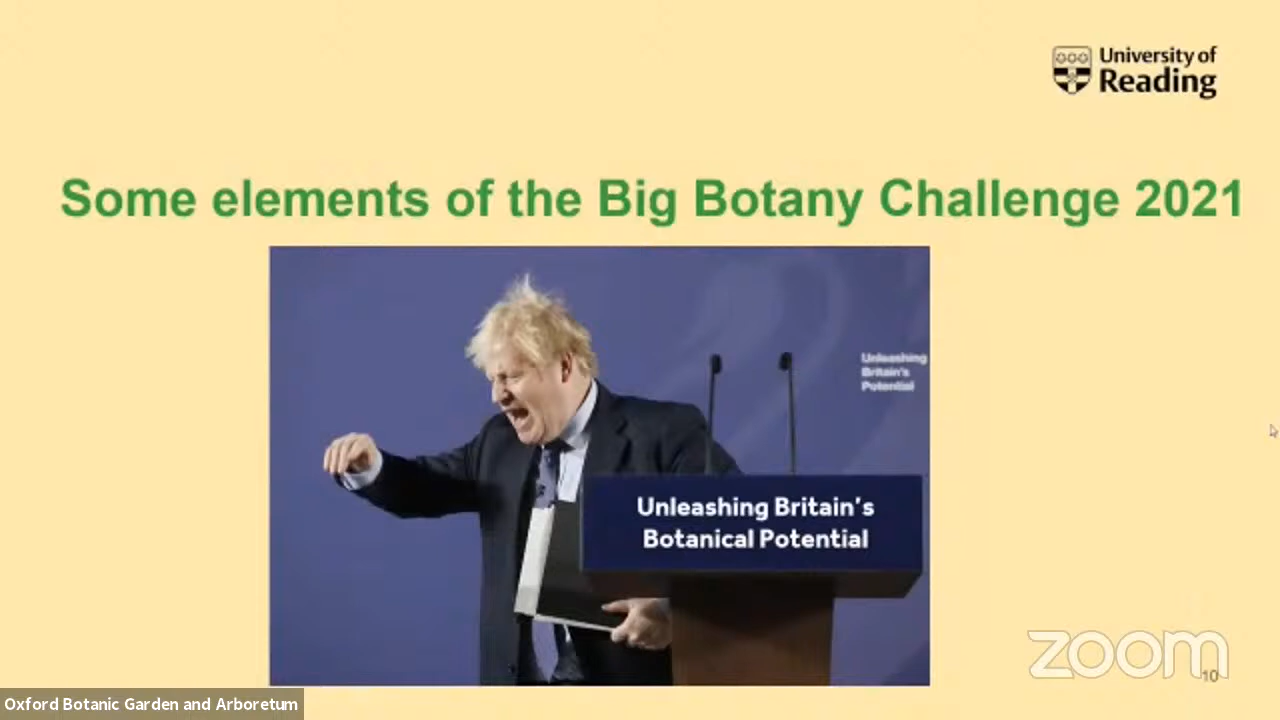 University of
Reading
Some elements of the Big Botany Challenge 2021
Unleashing
Britain's
Potential
Unleashing Britain's
Botanical Potential
zoom
10
Oxford Botanic Garden and Arboretum